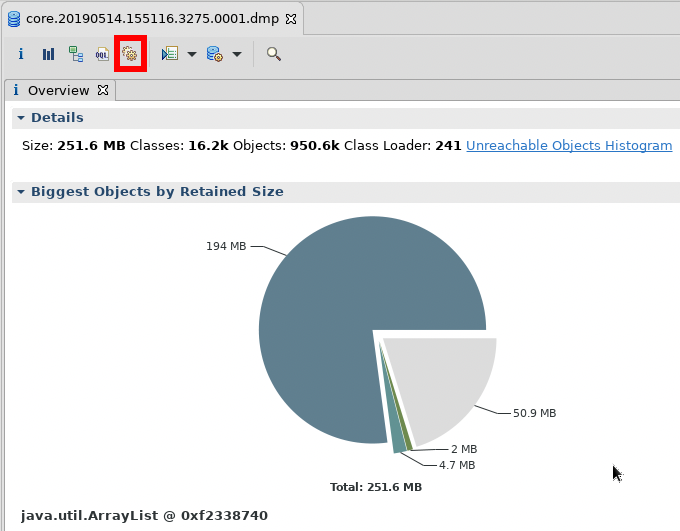 core.20190514.155116.3275.0001.dmp
i
OQL
i Overview
Details
Size: 251.6 MB Classes: 16.2k Objects: 950.6k Class Loader: 241 Unreachable Objects Histogram
Biggest Objects by Retained Size
194 MB
50.9 MB
2 MB
4.7 MB
Total: 251.6 MB
java.util.ArrayList @ 0xf2338740